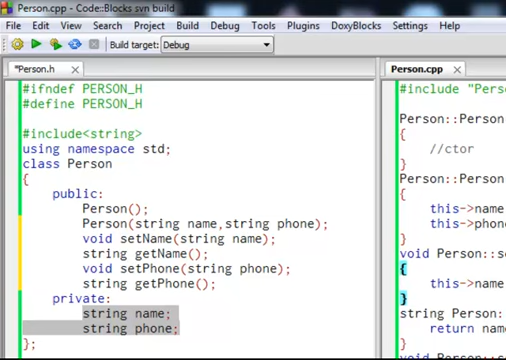 Person.cpp - Code::Blocks svn build
File Edit View Search Project Build Debug Tools Plugins DoxyBlocks Settings Help
Build target: Debug
*Person.h
#ifndef PERSON_H
#define PERSON_H
#include<string>
using namespace std;
class Person
{
public:
Person();
Person(string name,string phone);
void setName(string name);
string getName();
void setPhone(string phone);
string getPhone();
private:
string name;
string phone;
};
Person.cpp
#include "Pers
Person::Person
{
//ctor
}
Person::Person
{
this->name
this->phon
}
void Person::s
{
this->name
}
string Person:
return nam
}